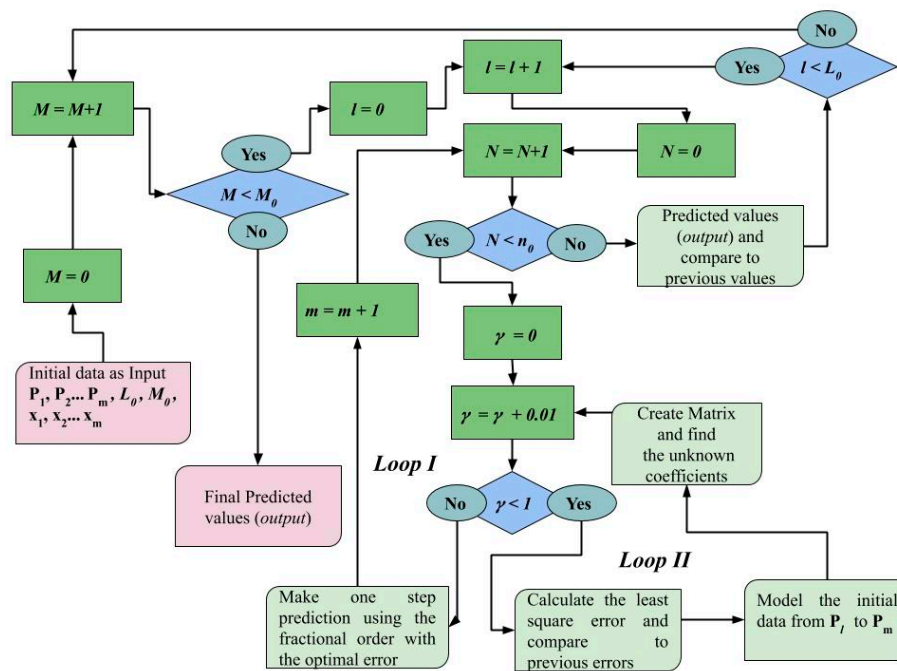 No
l < L₀
Yes
l = l + 1
M = M+1
l = 0
Yes
N = N+1
N = 0
M < M₀
No
Yes
N < n₀
No
Predicted values
(output) and
compare to
previous values
M = 0
m = m + 1
γ = 0
Initial data as Input
P₁, P₂... Pₘ , L₀, M₀,
x₁, x₂... xₘ
γ = γ + 0.01
Create Matrix
and find
the unknown
coefficients
Loop I
Final Predicted
values (output)
No
γ < 1
Yes
Loop II
Make one step
prediction using the
fractional order with
the optimal error
Calculate the least
square error and
compare to
previous errors
Model the initial
data from Pₗ to Pₘ